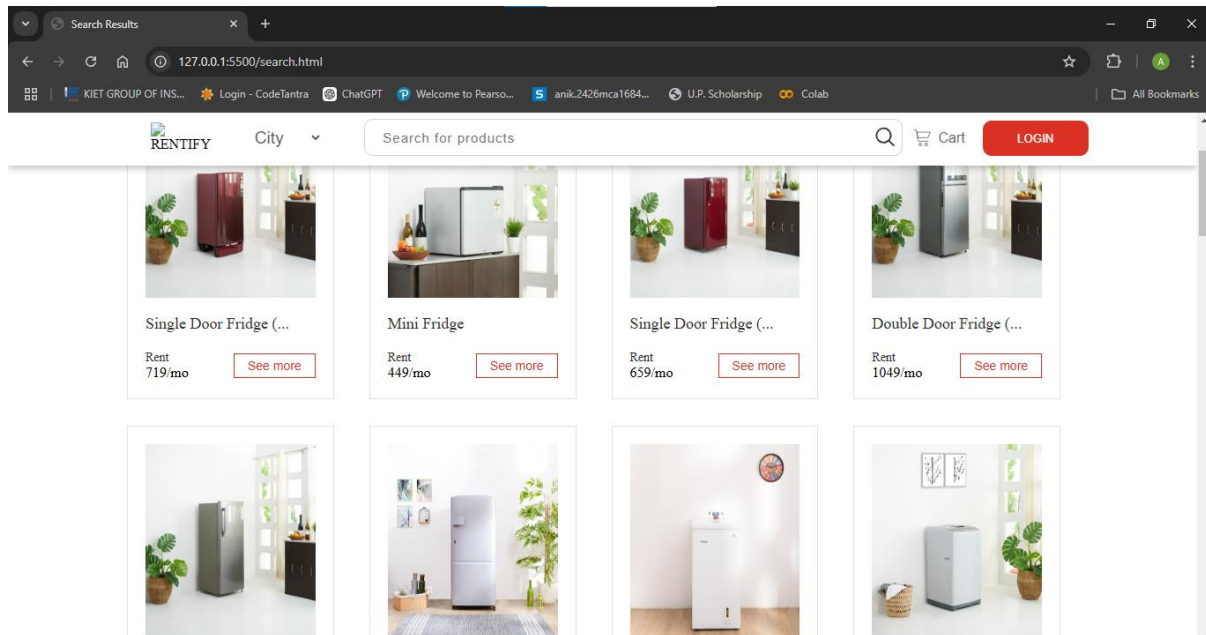 Search Results
127.0.0.1:5500/search.html
KIET GROUP OF INS... Login - CodeTantra ChatGPT Welcome to Pearso... anik.2426mca1684... U.P. Scholarship Colab All Bookmarks
RENTIFY City Search for products Cart LOGIN
Single Door Fridge (... Mini Fridge Single Door Fridge (... Double Door Fridge (...
Rent Rent Rent Rent
719/mo See more 449/mo See more 659/mo See more 1049/mo See more